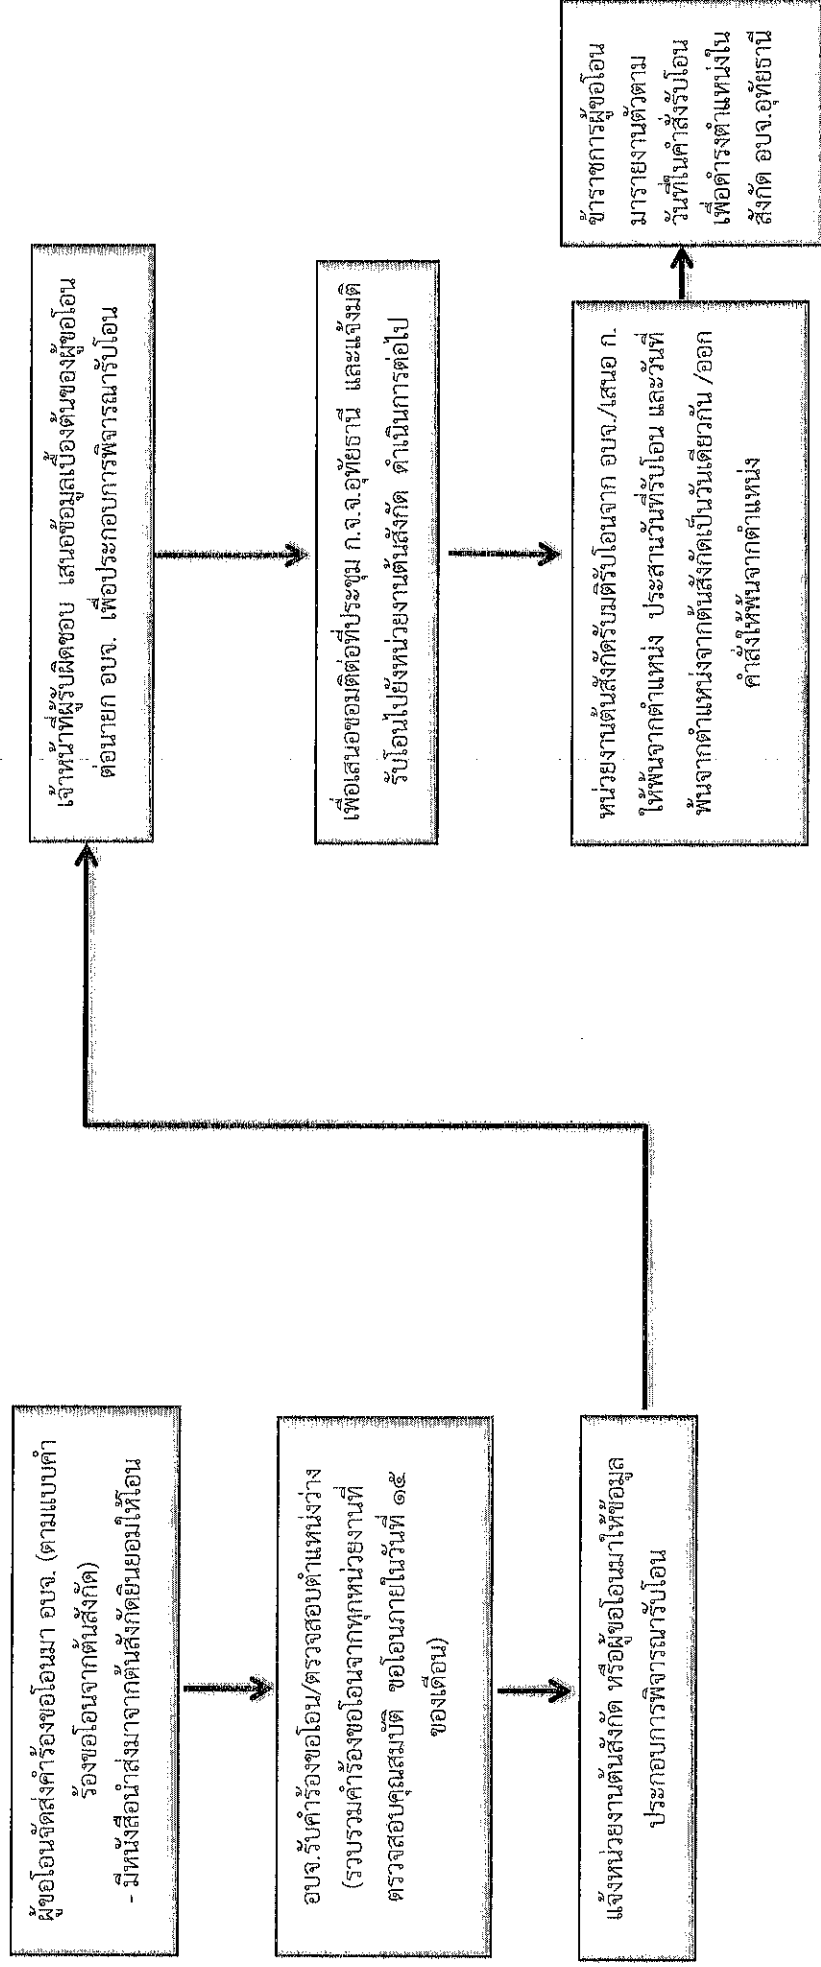 ผู้ขอโอนจัดส่งคำร้องขอโอนมา อบจ. (ตามแบบคำ
ร้องขอโอนจากต้นสังกัด)
- มีหนังสือนำส่งมาจากต้นสังกัดยินยอมให้โอน
อบจ.รับคำร้องขอโอน/ตรวจสอบตำแหน่งว่าง
(รวบรวมคำร้องขอโอนจากทุกหน่วยงานที่
ตรวจสอบคุณสมบัติ ขอโอนภายในวันที่ ๑๕
ของเดือน)
แจ้งหน่วยงานต้นสังกัด หรือผู้ขอโอนมาให้ข้อมูล
ประกอบการพิจารณารับโอน
เจ้าหน้าที่ผู้รับผิดชอบ เสนอข้อมูลเบื้องต้นของผู้ขอโอน
ต่อนายก อบจ. เพื่อประกอบการพิจารณารับโอน
เพื่อเสนอขอมติต่อที่ประชุม ก.จ.จ.อุทัยธานี และแจ้งมติ
รับโอนไปยังหน่วยงานต้นสังกัด ดำเนินการต่อไป
หน่วยงานต้นสังกัดรับมติรับโอนจาก อบจ./เสนอ ก.
ให้พ้นจากตำแหน่ง ประสานวันที่รับโอน และวันที่
พ้นจากตำแหน่งจากต้นสังกัดเป็นวันเดียวกัน /ออก
คำสั่งให้พ้นจากตำแหน่ง
ข้าราชการผู้ขอโอน
มารายงานตัวตาม
วันที่ในคำสั่งรับโอน
เพื่อดำรงตำแหน่งใน
สังกัด อบจ.อุทัยธานี